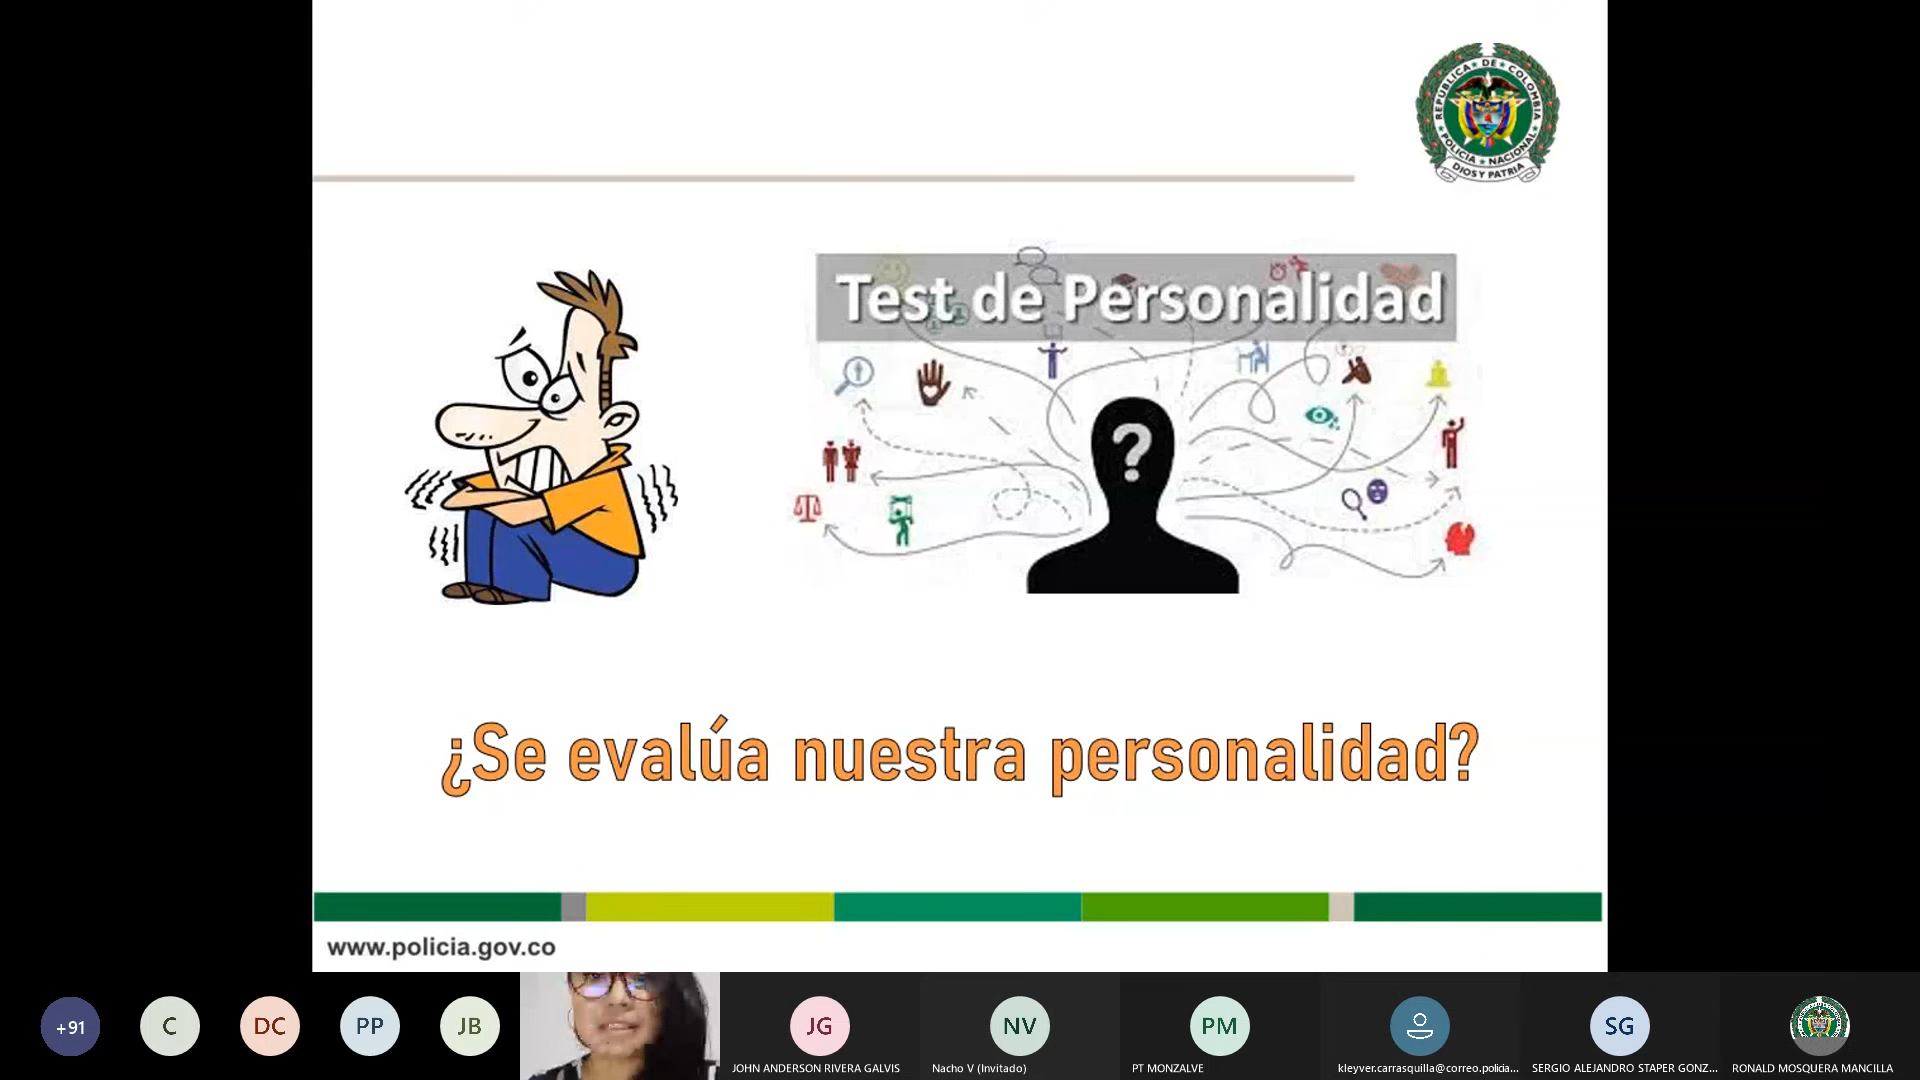 REPUBLICA DE COLOMBIA
POLICIA NACIONAL
DIOS Y PATRIA
Test de Personalidad
?
¿Se evalúa nuestra personalidad?
www.policia.gov.co
+91
C
DC
PP
JB
JG
NV
PM
SG
JOHN ANDERSON RIVERA GALVIS
Nacho V (Invitado)
PT MONZALVE
kleyver.carrasquilla@correo.policia...
SERGIO ALEJANDRO STAPER GONZ...
RONALD MOSQUERA MANCILLA